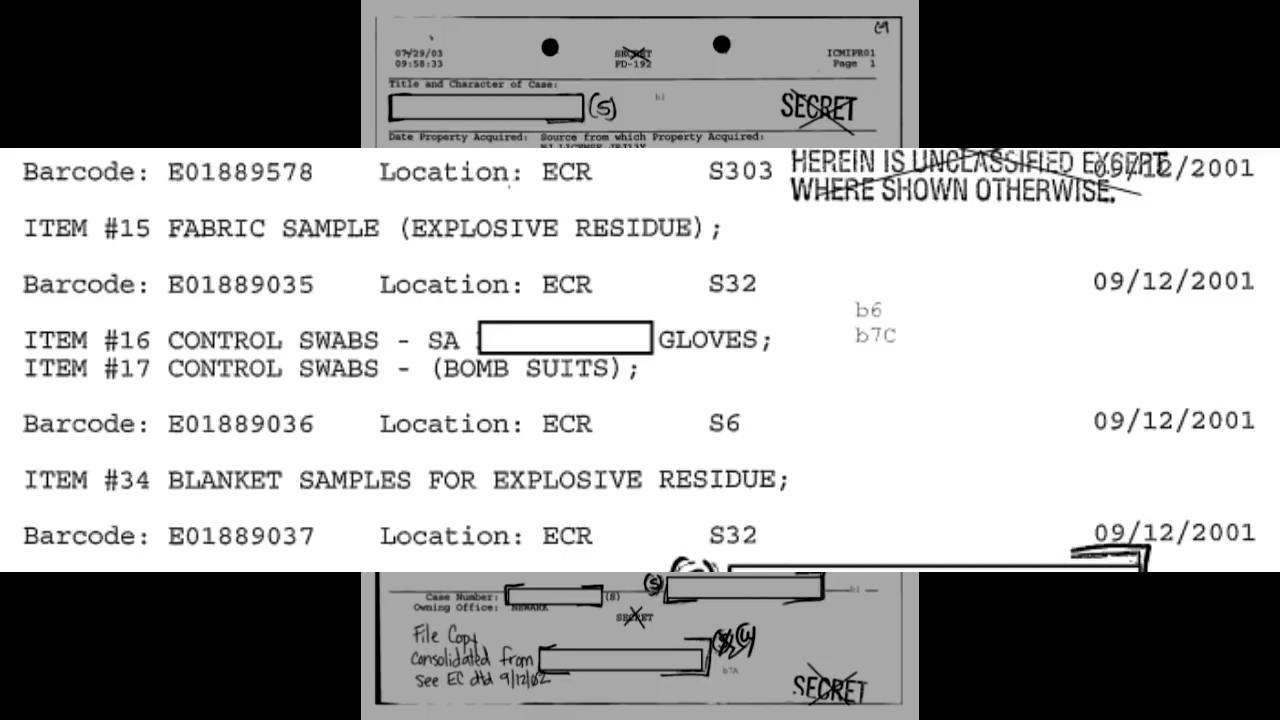 07/29/03 SECRET ICMIPR01
09:58:33 FD-192 Page 1
Title and Character of Case:
(S) b1 SECRET
Date Property Acquired: Source from which Property Acquired:
HEREIN IS UNCLASSIFIED EXCEPT
WHERE SHOWN OTHERWISE.
Barcode: E01889578 Location: ECR S303 09/12/2001
ITEM #15 FABRIC SAMPLE (EXPLOSIVE RESIDUE);
Barcode: E01889035 Location: ECR S32 09/12/2001
b6
b7C
ITEM #16 CONTROL SWABS - SA GLOVES;
ITEM #17 CONTROL SWABS - (BOMB SUITS);
Barcode: E01889036 Location: ECR S6 09/12/2001
ITEM #34 BLANKET SAMPLES FOR EXPLOSIVE RESIDUE;
Barcode: E01889037 Location: ECR S32 09/12/2001
Case Number: (S) (S) b1
Owning Office: NEWARK
SECRET
File Copy
consolidated from
see EC dtd 9/12/02
b7A
SECRET